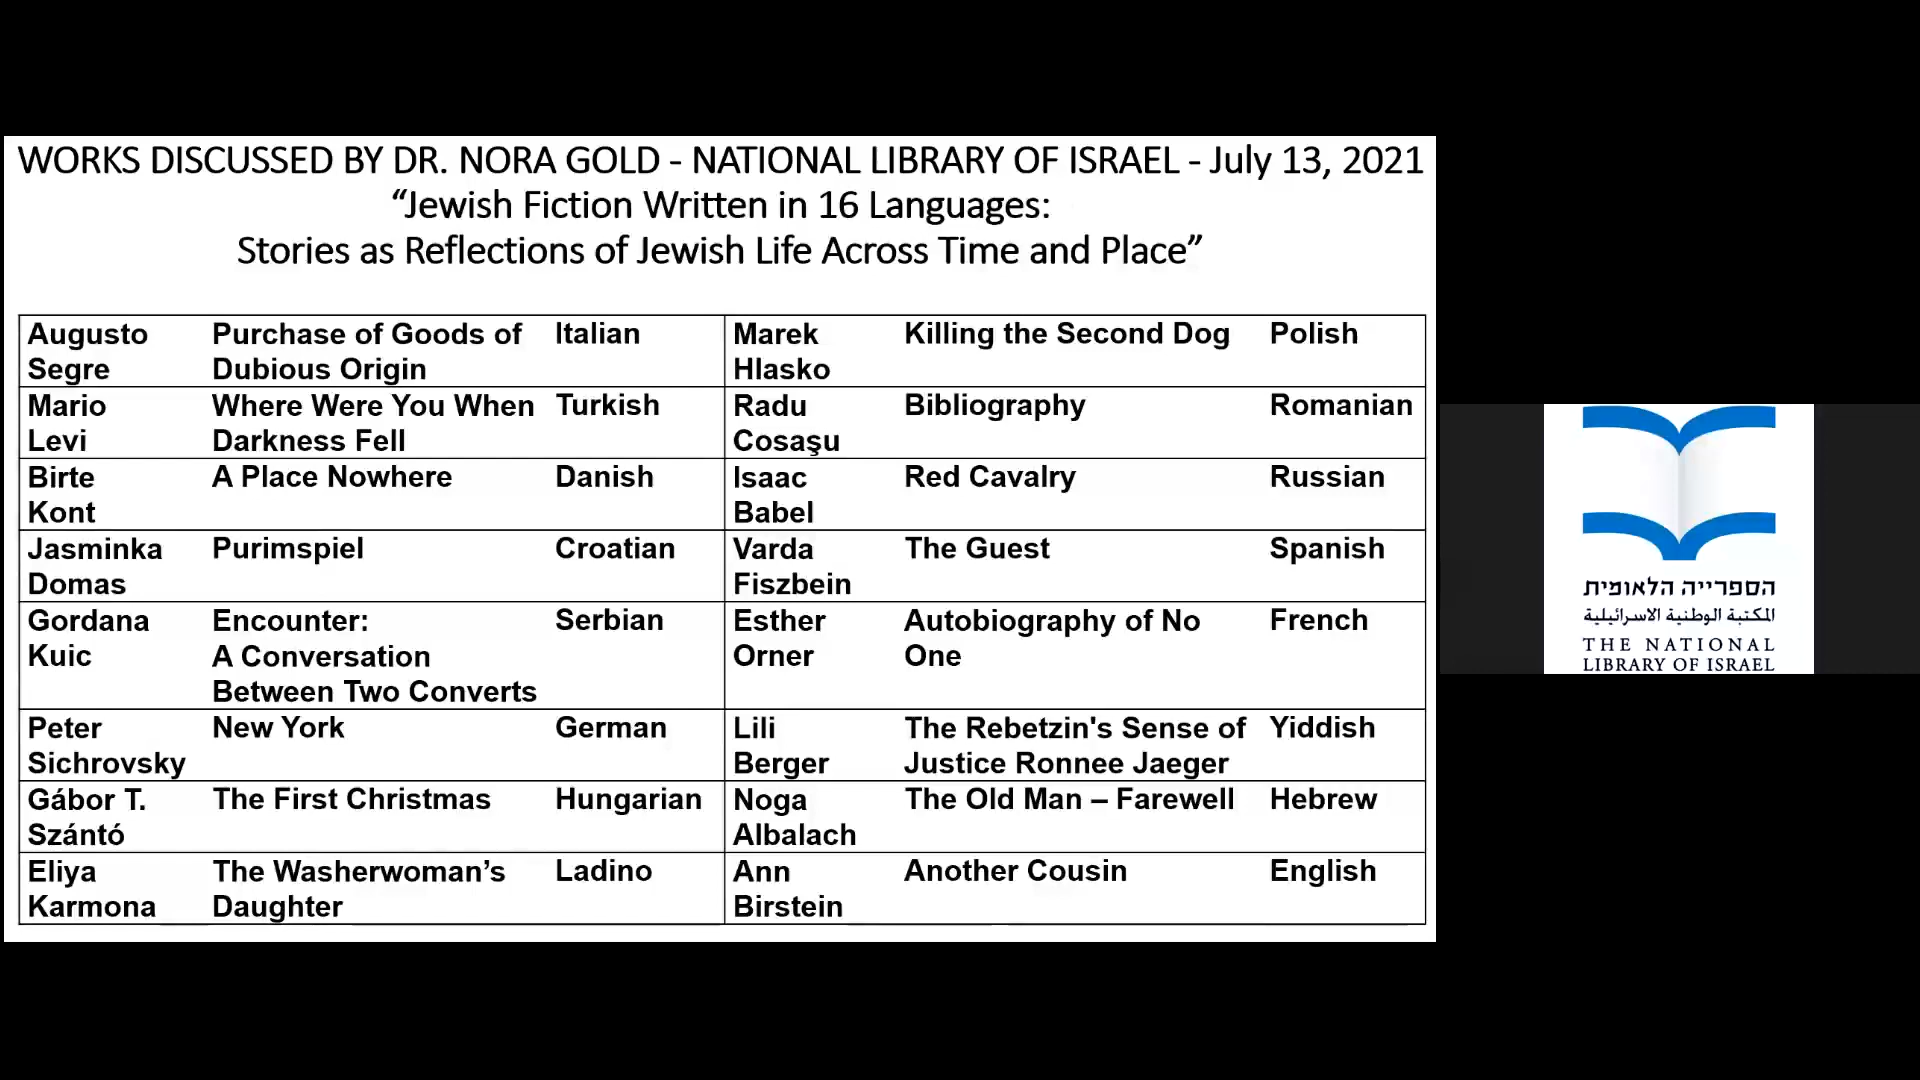 WORKS DISCUSSED BY DR. NORA GOLD - NATIONAL LIBRARY OF ISRAEL - July 13, 2021
“Jewish Fiction Written in 16 Languages:
Stories as Reflections of Jewish Life Across Time and Place”
Augusto Segre Purchase of Goods of Dubious Origin Italian
Mario Levi Where Were You When Darkness Fell Turkish
Birte Kont A Place Nowhere Danish
Jasminka Domas Purimspiel Croatian
Gordana Kuic Encounter: A Conversation Between Two Converts Serbian
Peter Sichrovsky New York German
Gábor T. Szántó The First Christmas Hungarian
Eliya Karmona The Washerwoman’s Daughter Ladino
Marek Hlasko Killing the Second Dog Polish
Radu Cosaşu Bibliography Romanian
Isaac Babel Red Cavalry Russian
Varda Fiszbein The Guest Spanish
Esther Orner Autobiography of No One French
Lili Berger The Rebetzin's Sense of Justice Ronnee Jaeger Yiddish
Noga Albalach The Old Man – Farewell Hebrew
Ann Birstein Another Cousin English
הספרייה הלאומית
المكتبة الوطنية الاسرائيلية
THE NATIONAL
LIBRARY OF ISRAEL